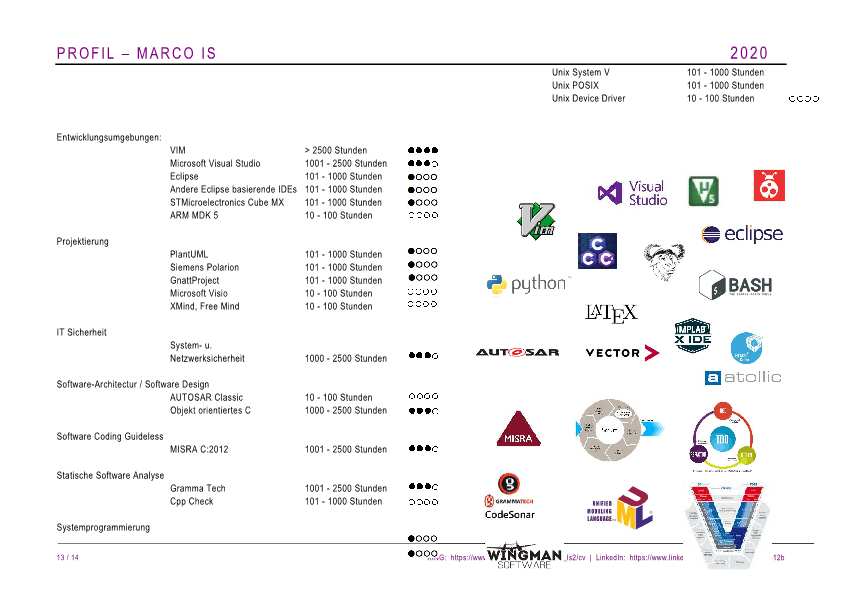 PROFIL – MARCO IS 2020
Unix System V 101 - 1000 Stunden
Unix POSIX 101 - 1000 Stunden
Unix Device Driver 10 - 100 Stunden
Entwicklungsumgebungen:
VIM > 2500 Stunden
Microsoft Visual Studio 1001 - 2500 Stunden
Eclipse 101 - 1000 Stunden
Andere Eclipse basierende IDEs 101 - 1000 Stunden
STMicroelectronics Cube MX 101 - 1000 Stunden
ARM MDK 5 10 - 100 Stunden
Visual
Studio
Vim
5
C
C C
eclipse
python
BASH
LATEX
Projektierung
PlantUML 101 - 1000 Stunden
Siemens Polarion 101 - 1000 Stunden
GnattProject 101 - 1000 Stunden
Microsoft Visio 10 - 100 Stunden
XMind, Free Mind 10 - 100 Stunden
IT Sicherheit
System- u.
Netzwerksicherheit 1000 - 2500 Stunden
MPLAB
X IDE
AUTOSAR
VECTOR
atollic
Software-Architectur / Software Design
AUTOSAR Classic 10 - 100 Stunden
Objekt orientiertes C 1000 - 2500 Stunden
MISRA
Scrum
TDD
Software Coding Guideless
MISRA C:2012 1001 - 2500 Stunden
Statische Software Analyse
Gramma Tech 1001 - 2500 Stunden
Cpp Check 101 - 1000 Stunden
GRAMMATECH
CodeSonar
UNIFIED
MODELING
LANGUAGE
UML
V
Systemprogrammierung
WINGMAN
SOFTWARE
13 / 14 G: https://www _is2/cv | LinkedIn: https://www.linke 12b